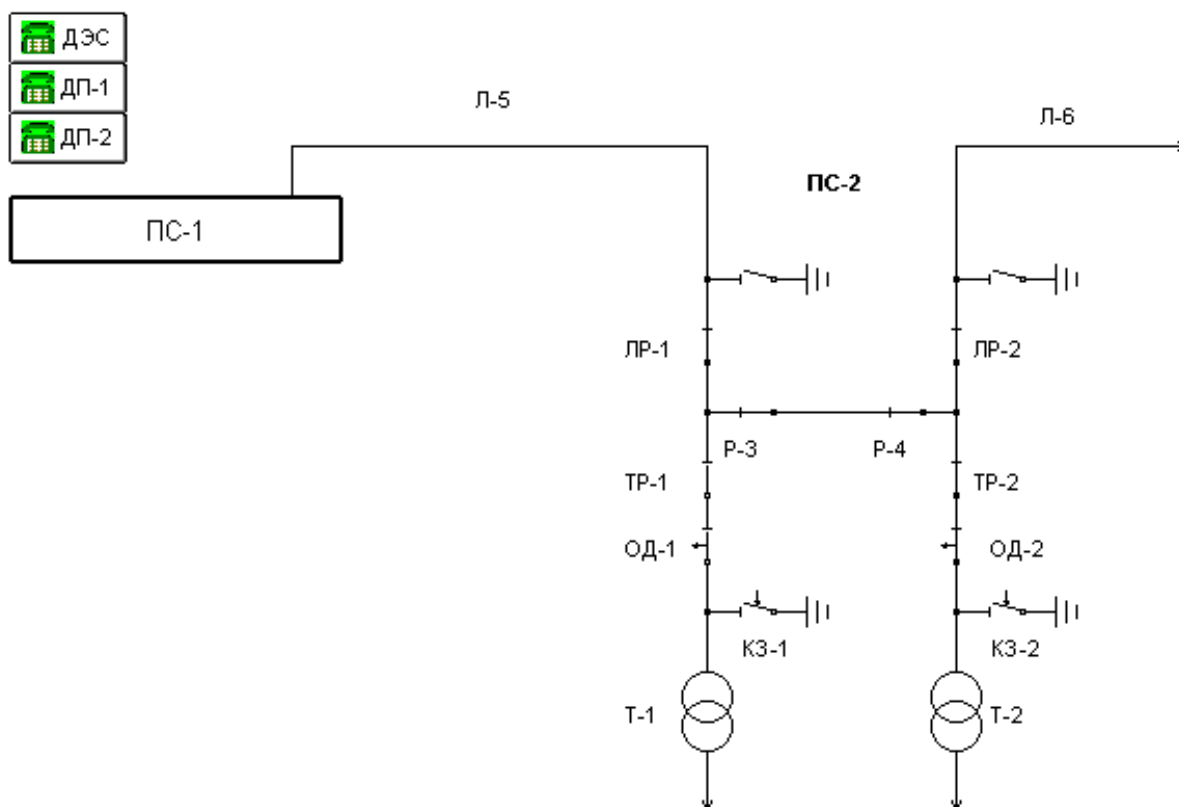 ДЭС
ДП-1
ДП-2
Л-5
Л-6
ПС-2
ПС-1
ЛР-1
ЛР-2
Р-3
Р-4
ТР-1
ТР-2
ОД-1
ОД-2
КЗ-1
КЗ-2
Т-1
Т-2